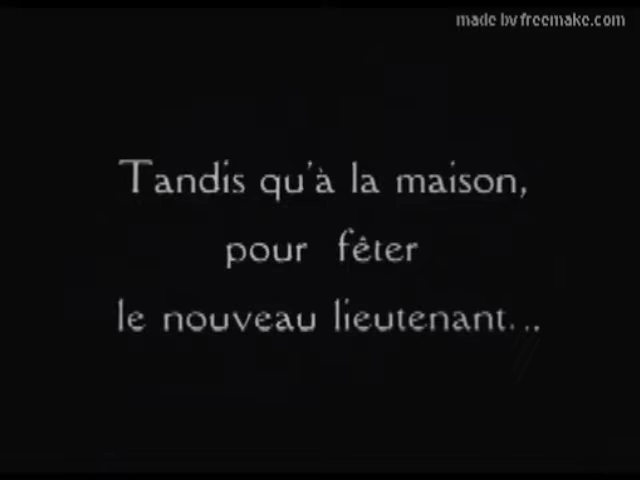 made by freemake.com
Tandis qu'à la maison,
pour fêter
le nouveau lieutenant...